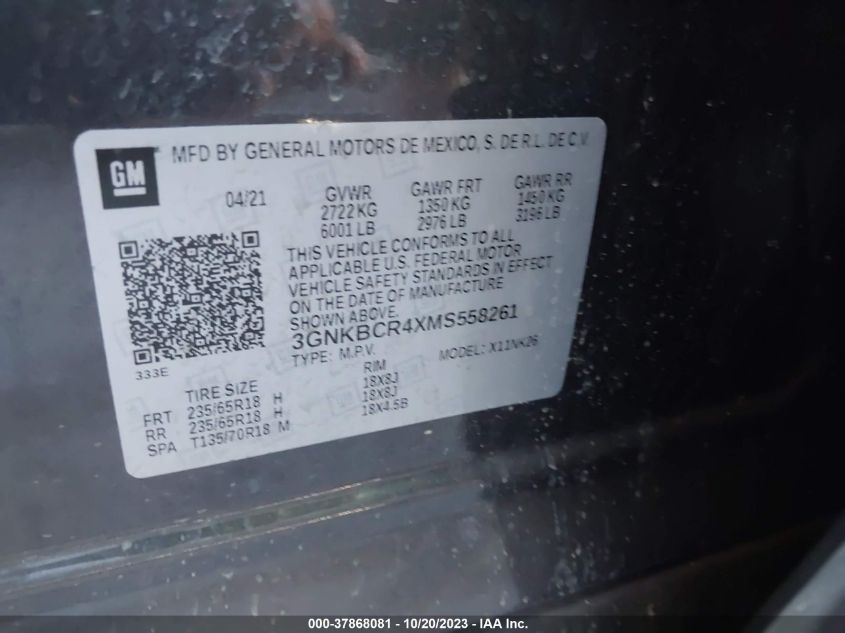 GM
MFD BY GENERAL MOTORS DE MEXICO, S. DE R.L. DE C.V.
04/21
GVWR
2722 KG
6001 LB
GAWR FRT
1350 KG
2976 LB
GAWR RR
1450 KG
3196 LB
THIS VEHICLE CONFORMS TO ALL
APPLICABLE U.S. FEDERAL MOTOR
VEHICLE SAFETY STANDARDS IN EFFECT
ON THE DATE OF MANUFACTURE
SHOWN ABOVE.
3GNKBCR4XMS558261
TYPE: M.P.V. MODEL: X11NK26
333E
TIRE SIZE RIM
FRT 235/65R18 H 18X8J
RR 235/65R18 H 18X8J
SPA T135/70R18 M 18X4.5B
000-37868081 - 10/20/2023 - IAA Inc.